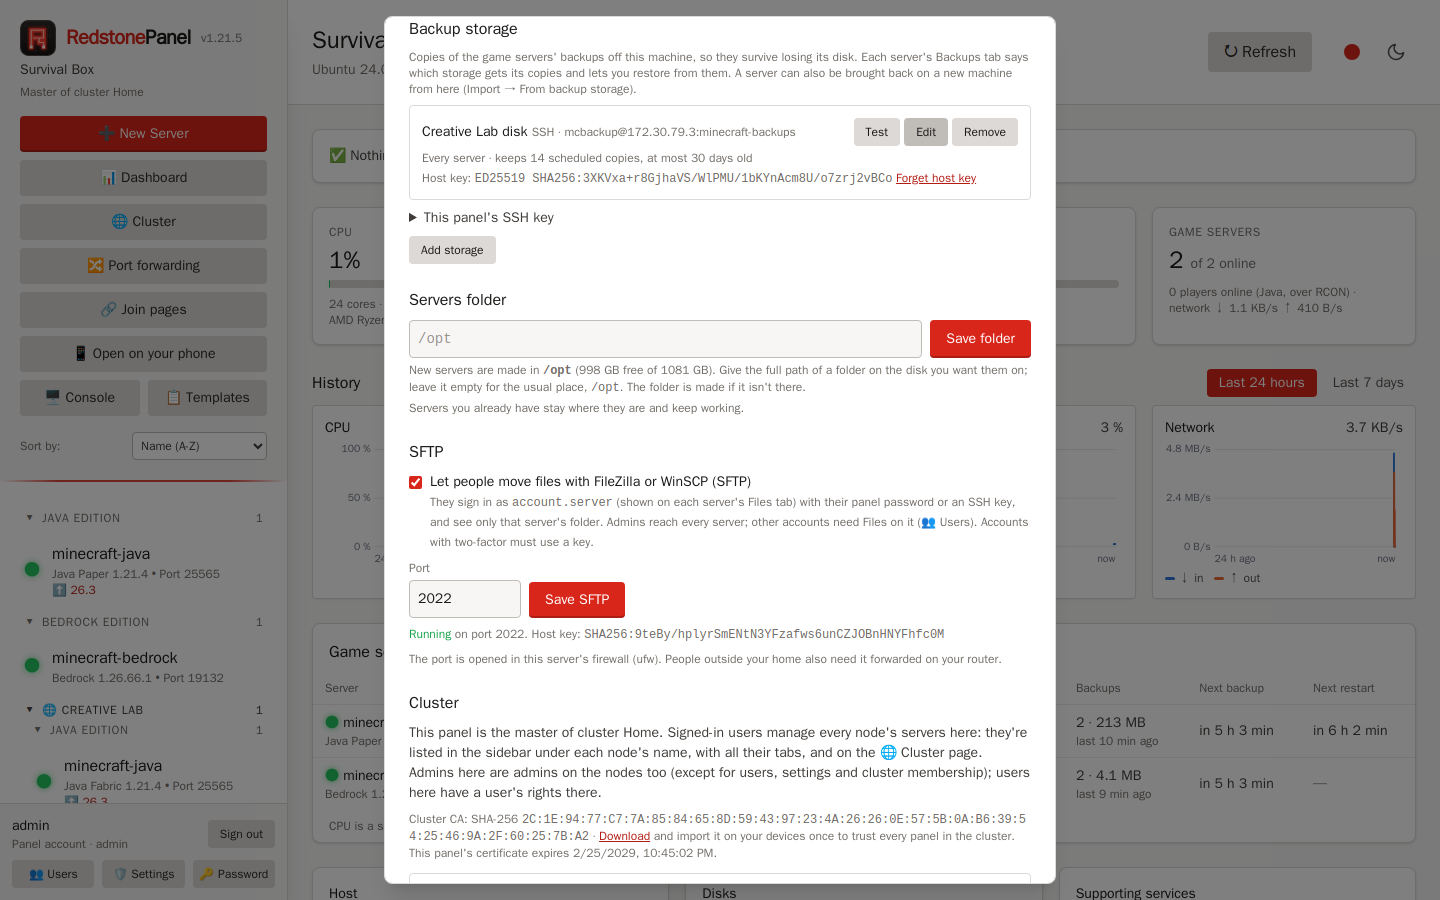 RedstonePanel v1.21.5
Survival Box
Master of cluster Home
➕ New Server
📊 Dashboard
🌐 Cluster
🔀 Port forwarding
🔗 Join pages
📱 Open on your phone
🖥️ Console
📋 Templates
Sort by:
Name (A-Z)
▼ JAVA EDITION 1
minecraft-java
Java Paper 1.21.4 • Port 25565
⬆️ 26.3
▼ BEDROCK EDITION 1
minecraft-bedrock
Bedrock 1.26.66.1 • Port 19132
▼ 🌐 CREATIVE LAB 1
▼ JAVA EDITION 1
minecraft-java
Java Fabric 1.21.4 • Port 25565
⬆️ 26.3
admin
Panel account · admin
Sign out
👥 Users
🛡️ Settings
🔑 Password
Surviva
Ubuntu 24.0
↻ Refresh
✅ Nothin
CPU
1%
24 cores ·
AMD Ryzen
GAME SERVERS
2 of 2 online
0 players online (Java, over RCON) ·
network ↓ 1.1 KB/s ↑ 410 B/s
History
Last 24 hours
Last 7 days
CPU
3 %
100 %
50 %
0 %
24
now
Network
3.7 KB/s
4.8 MB/s
2.4 MB/s
0 B/s
24 h ago
now
↓ in
↑ out
Game s
Server
Backups
Next backup
Next restart
minecr
Java Paper
2 · 213 MB
last 10 min ago
in 5 h 3 min
in 6 h 2 min
minecr
Bedrock 1.2
2 · 4.1 MB
last 9 min ago
in 5 h 3 min
—
CPU is a s
Host
Disks
Supporting services
Backup storage
Copies of the game servers' backups off this machine, so they survive losing its disk. Each server's Backups tab says
which storage gets its copies and lets you restore from them. A server can also be brought back on a new machine
from here (Import → From backup storage).
Creative Lab disk SSH · mcbackup@172.30.79.3:minecraft-backups
Test
Edit
Remove
Every server · keeps 14 scheduled copies, at most 30 days old
Host key: ED25519 SHA256:3XKVxa+r8GjhaVS/WlPMU/1bKYnAcm8U/o7zrj2vBCo Forget host key
▶ This panel's SSH key
Add storage
Servers folder
/opt
Save folder
New servers are made in /opt (998 GB free of 1081 GB). Give the full path of a folder on the disk you want them on;
leave it empty for the usual place, /opt. The folder is made if it isn't there.
Servers you already have stay where they are and keep working.
SFTP
Let people move files with FileZilla or WinSCP (SFTP)
They sign in as account.server (shown on each server's Files tab) with their panel password or an SSH key,
and see only that server's folder. Admins reach every server; other accounts need Files on it (👥 Users). Accounts
with two-factor must use a key.
Port
2022
Save SFTP
Running on port 2022. Host key: SHA256:9teBy/hplyrSmENtN3YFzafws6unCZJOBnHNYFhfc0M
The port is opened in this server's firewall (ufw). People outside your home also need it forwarded on your router.
Cluster
This panel is the master of cluster Home. Signed-in users manage every node's servers here: they're
listed in the sidebar under each node's name, with all their tabs, and on the 🌐 Cluster page.
Admins here are admins on the nodes too (except for users, settings and cluster membership); users
here have a user's rights there.
Cluster CA: SHA-256 2C:1E:94:77:C7:7A:85:84:65:8D:59:43:97:23:4A:26:26:0E:57:5B:0A:B6:39:5
4:25:46:9A:2F:60:25:7B:A2 · Download and import it on your devices once to trust every panel in the cluster.
This panel's certificate expires 2/25/2029, 10:45:02 PM.